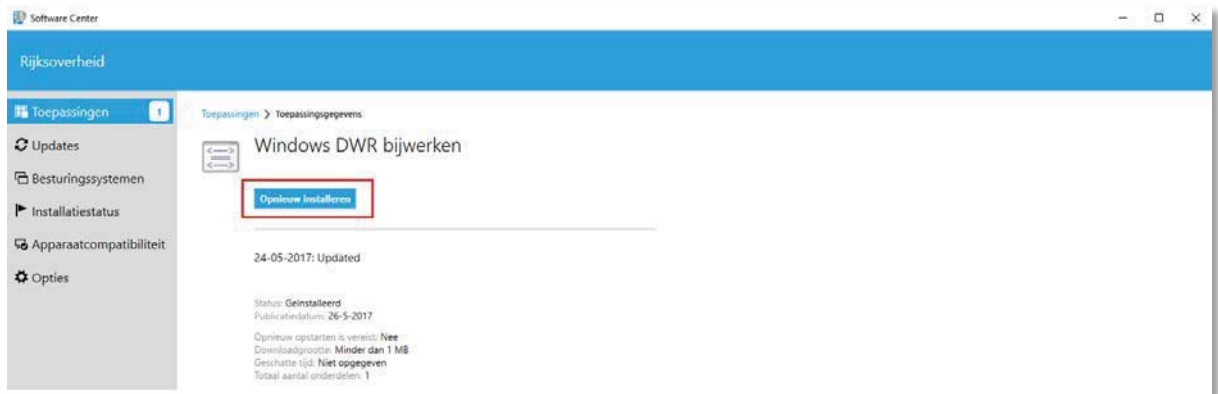 Software Center
Rijksoverheid
Toepassingen 1
Updates
Besturingssystemen
Installatiestatus
Apparaatcompatibiliteit
Opties
Toepassingen > Toepassingsgegevens
Windows DWR bijwerken
Opnieuw installeren
24-05-2017: Updated
Status: Geïnstalleerd
Publicatiedatum: 26-5-2017
Opnieuw opstarten is vereist: Nee
Downloadgrootte: Minder dan 1 MB
Geschatte tijd: Niet opgegeven
Totaal aantal onderdelen: 1